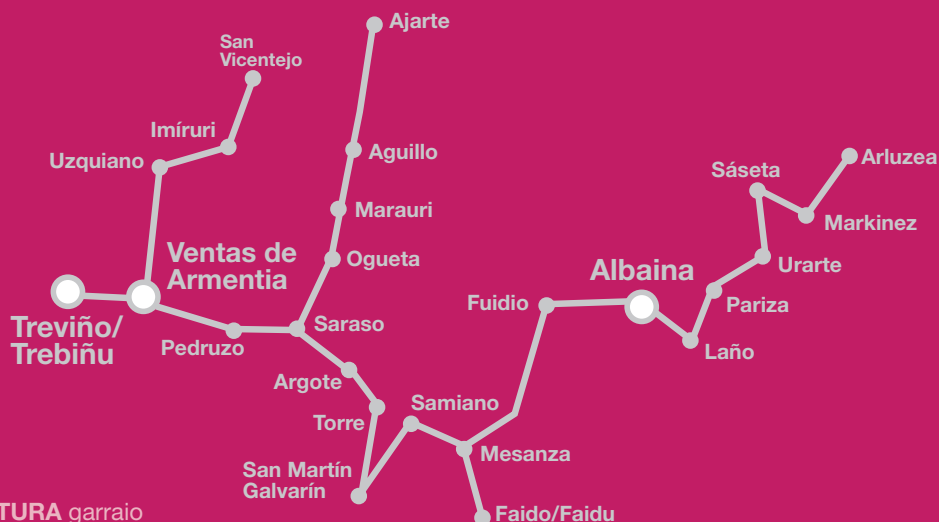 Ajarte
San
Vicentejo
Imíruri
Uzquiano
Aguillo
Arluzea
Sáseta
Marauri
Markinez
Ventas de
Armentia
Ogueta
Urarte
Albaina
Fuidio
Pariza
Treviño/
Trebiñu
Saraso
Pedruzo
Laño
Argote
Samiano
Torre
Mesanza
San Martín
Galvarín
TURA garraio
Faido/Faidu